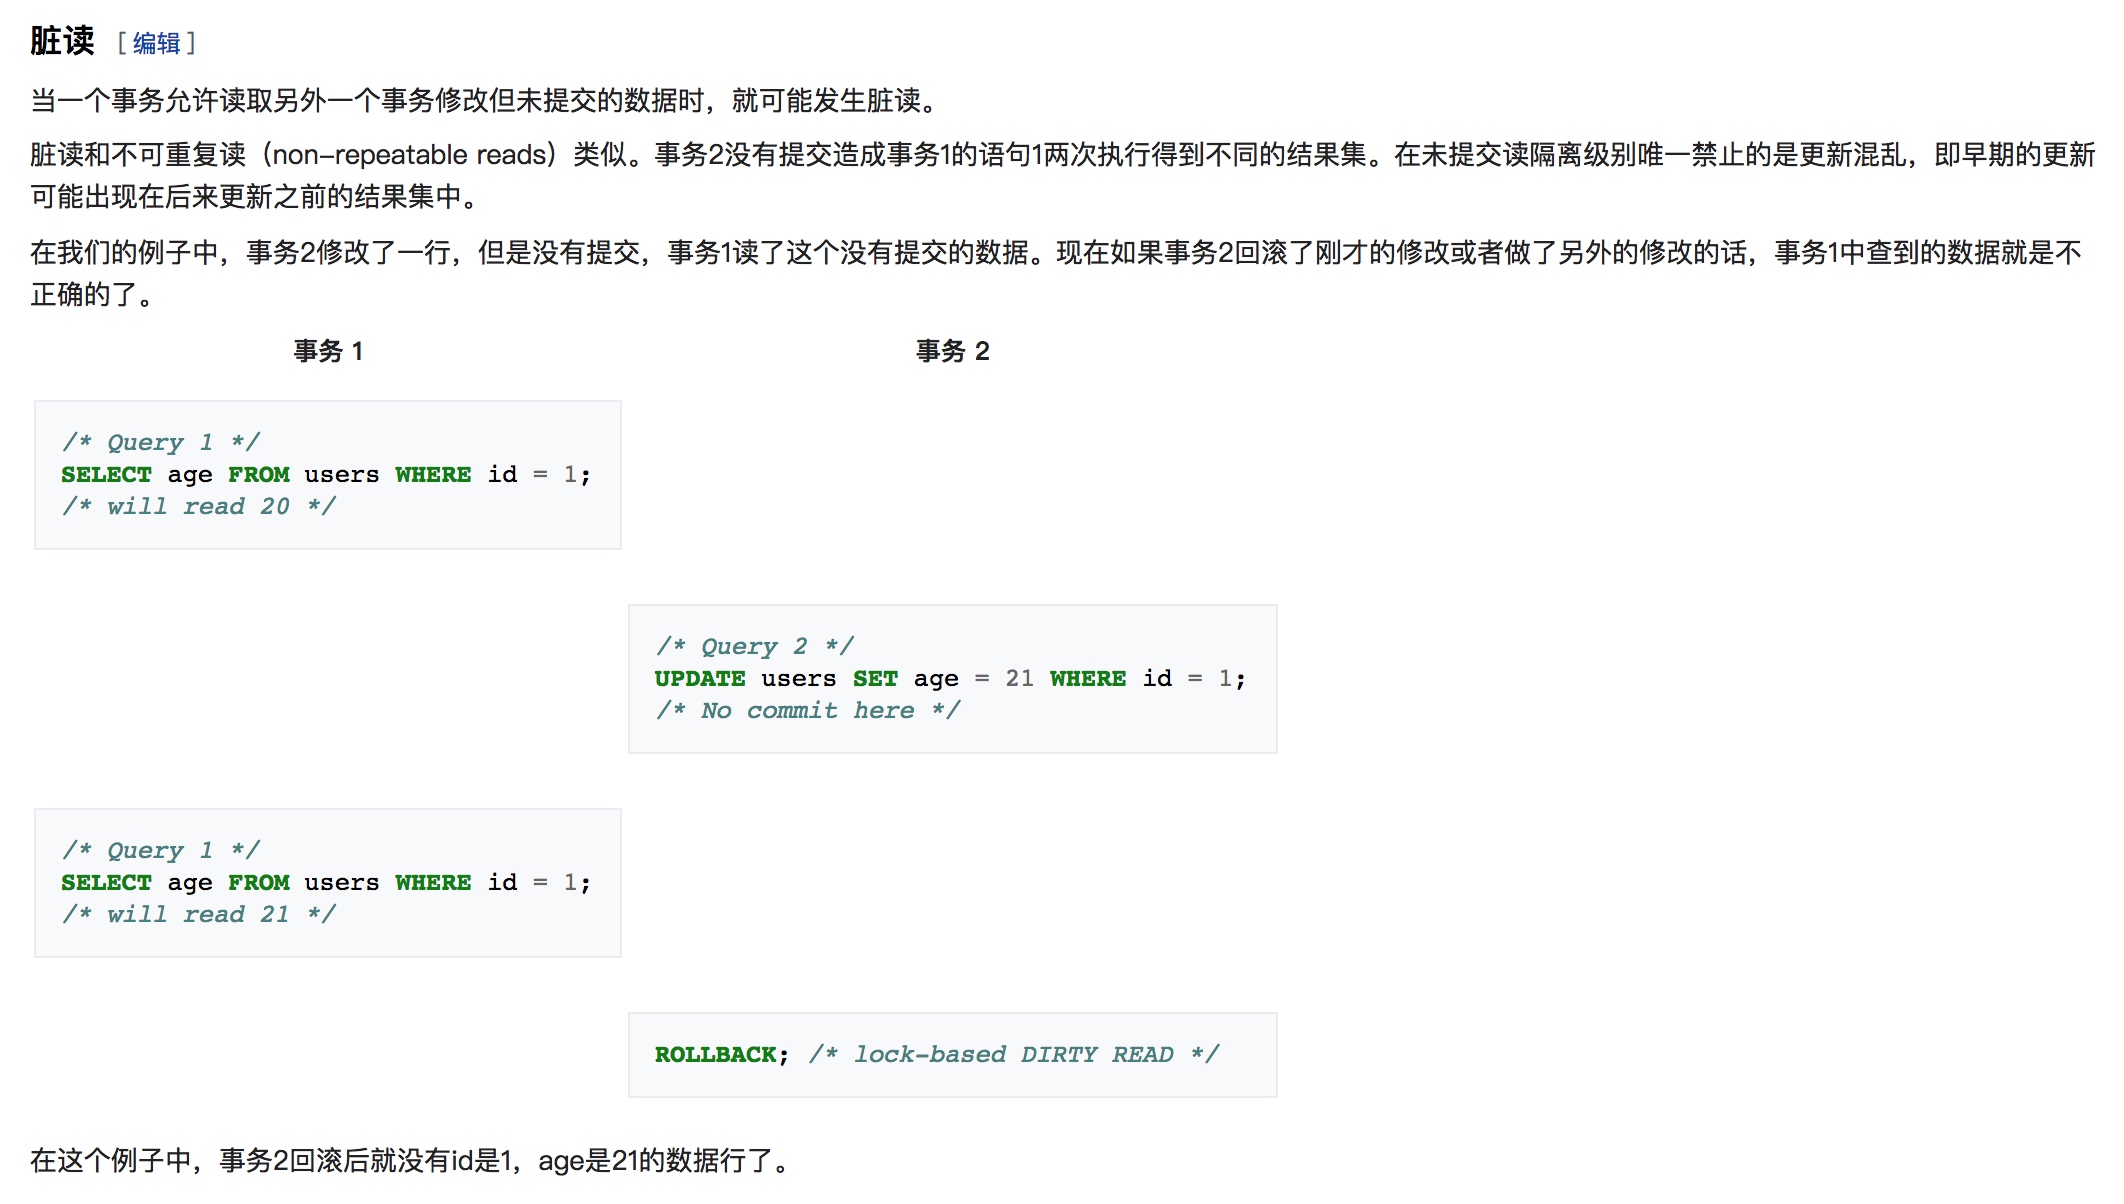 脏读 [编辑]
当一个事务允许读取另外一个事务修改但未提交的数据时，就可能发生脏读。
脏读和不可重复读（non-repeatable reads）类似。事务2没有提交造成事务1的语句1两次执行得到不同的结果集。在未提交读隔离级别唯一禁止的是更新混乱，即早期的更新
可能出现在后来更新之前的结果集中。
在我们的例子中，事务2修改了一行，但是没有提交，事务1读了这个没有提交的数据。现在如果事务2回滚了刚才的修改或者做了另外的修改的话，事务1中查到的数据就是不
正确的了。
事务 1 事务 2
/* Query 1 */
SELECT age FROM users WHERE id = 1;
/* will read 20 */
/* Query 2 */
UPDATE users SET age = 21 WHERE id = 1;
/* No commit here */
/* Query 1 */
SELECT age FROM users WHERE id = 1;
/* will read 21 */
ROLLBACK; /* lock-based DIRTY READ */
在这个例子中，事务2回滚后就没有id是1，age是21的数据行了。